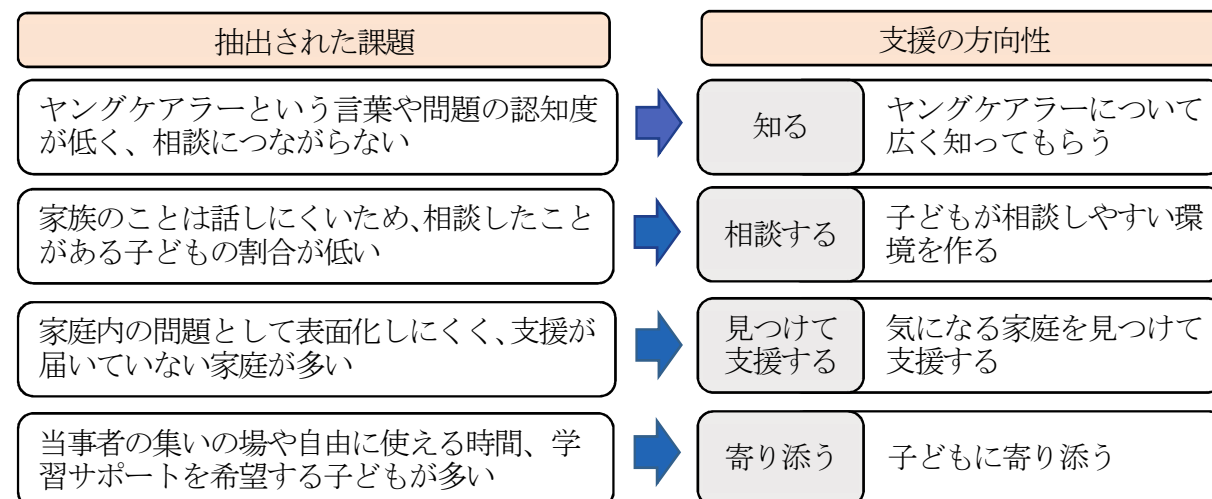 抽出された課題
支援の方向性
ヤングケアラーという言葉や問題の認知度
が低く、相談につながらない
知る
ヤングケアラーについて
広く知ってもらう
家族のことは話しにくいため、相談したこと
がある子どもの割合が低い
相談する
子どもが相談しやすい環
境を作る
家庭内の問題として表面化しにくく、支援が
届いていない家庭が多い
見つけて
支援する
気になる家庭を見つけて
支援する
当事者の集いの場や自由に使える時間、学
習サポートを希望する子どもが多い
寄り添う
子どもに寄り添う